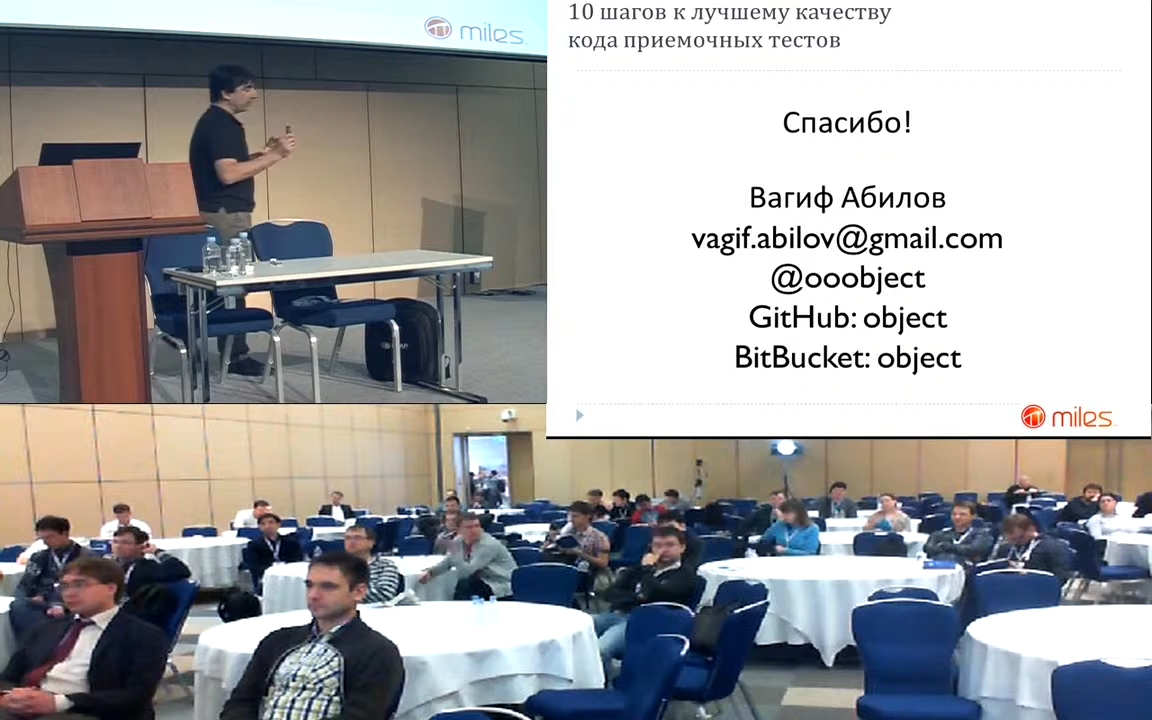 miles
10 шагов к лучшему качеству
кода приемочных тестов
Спасибо!
Вагиф Абилов
vagif.abilov@gmail.com
@ooobject
GitHub: object
BitBucket: object
miles